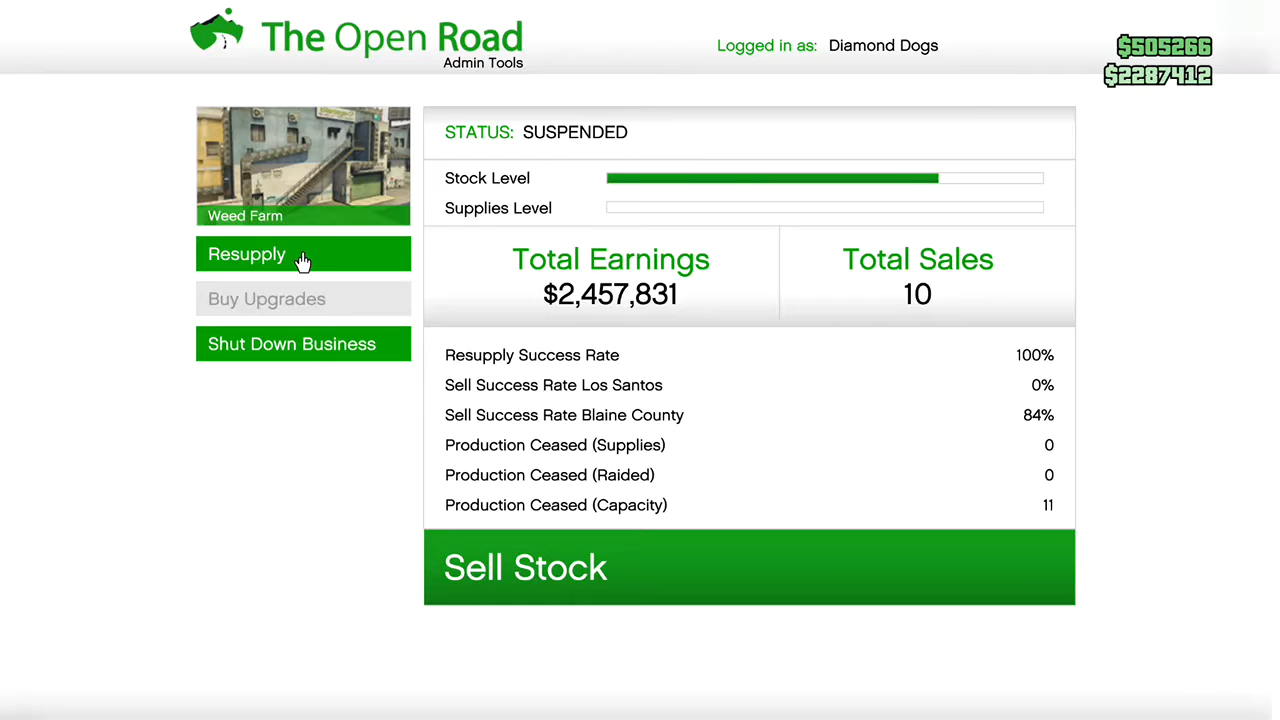 The Open Road
Admin Tools
Logged in as: Diamond Dogs
$505266
$2287412
Weed Farm
Resupply
Buy Upgrades
Shut Down Business
STATUS: SUSPENDED
Stock Level
Supplies Level
Total Earnings
$2,457,831
Total Sales
10
Resupply Success Rate 100%
Sell Success Rate Los Santos 0%
Sell Success Rate Blaine County 84%
Production Ceased (Supplies) 0
Production Ceased (Raided) 0
Production Ceased (Capacity) 11
Sell Stock